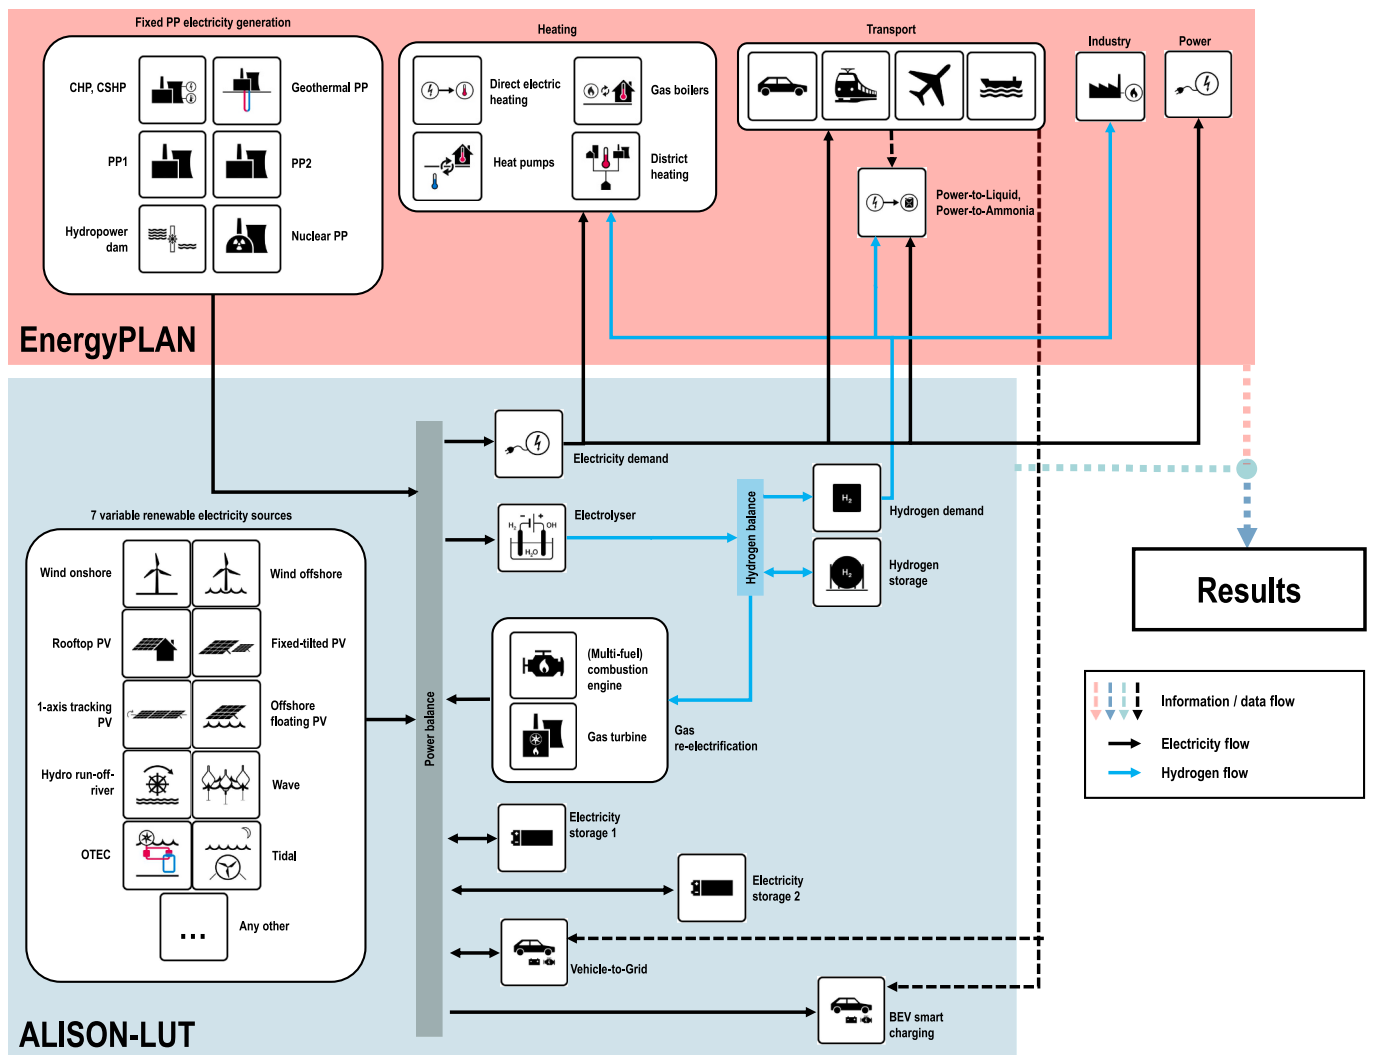 Fixed PP electricity generation
Heating
Transport
Industry
Power
CHP, CSHP
Geothermal PP
PP1
PP2
Hydropower
dam
Nuclear PP
Direct electric
heating
Gas boilers
Heat pumps
District
heating
Power-to-Liquid,
Power-to-Ammonia
EnergyPLAN
Electricity demand
7 variable renewable electricity sources
Wind onshore
Wind offshore
Rooftop PV
Fixed-tilted PV
1-axis tracking
PV
Offshore
floating PV
Hydro run-off-
river
Wave
OTEC
Tidal
...
Any other
Power balance
Electrolyser
H2
- +
OH
H2O
Hydrogen balance
H2
Hydrogen demand
H2
Hydrogen
storage
(Multi-fuel)
combustion
engine
Gas turbine
Gas
re-electrification
Electricity
storage 1
Electricity
storage 2
Vehicle-to-Grid
BEV smart
charging
ALISON-LUT
Results
Information / data flow
Electricity flow
Hydrogen flow